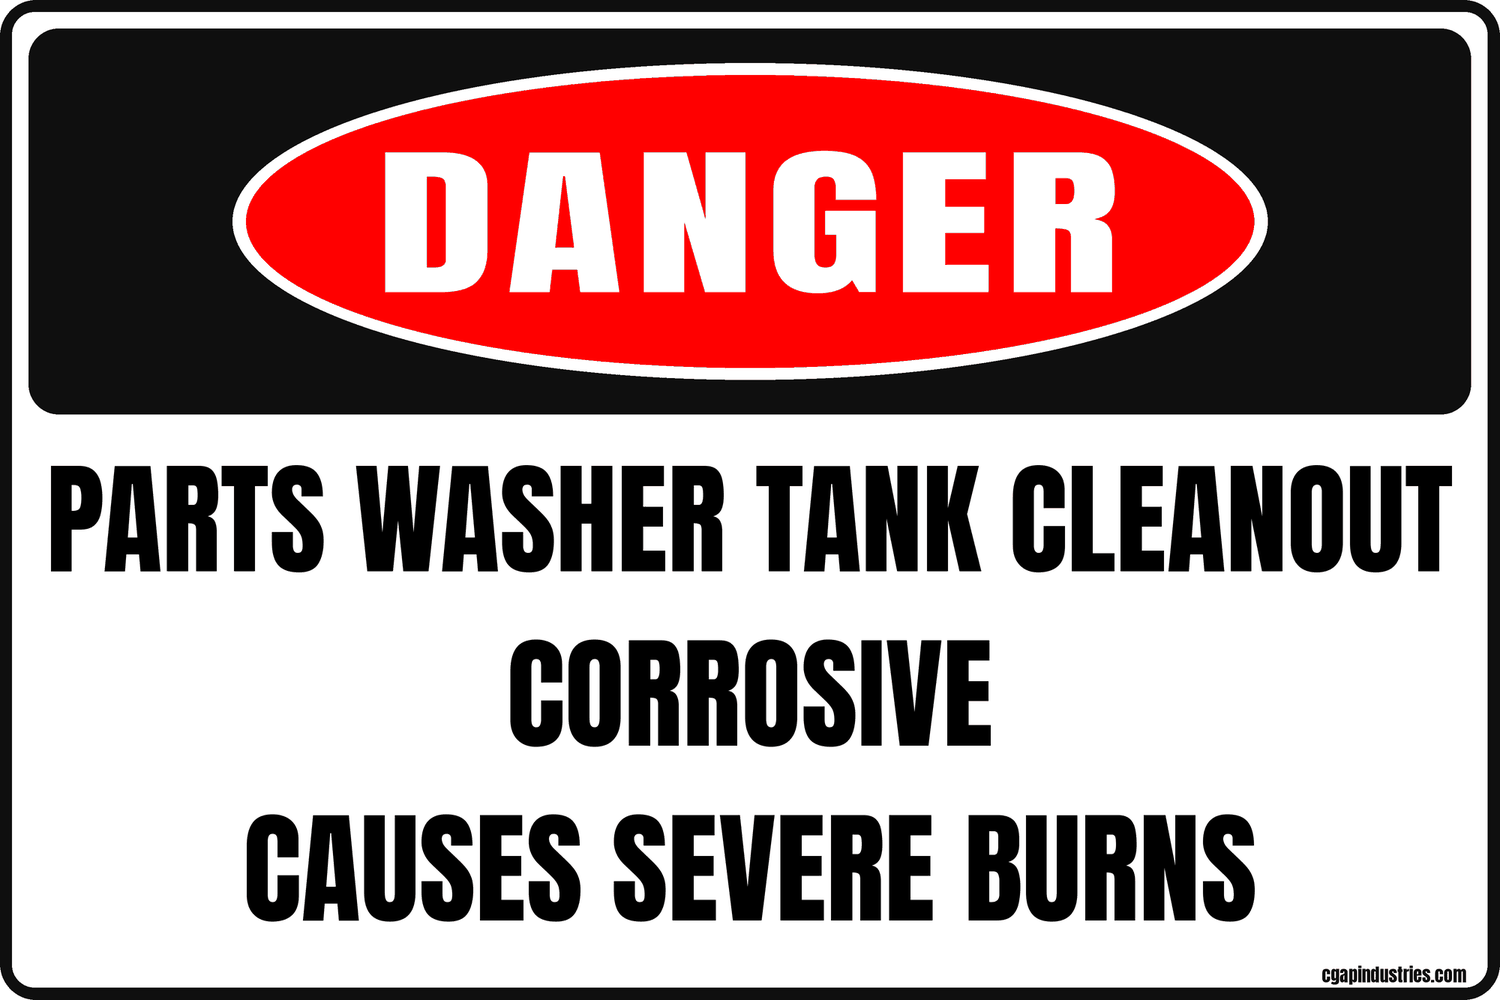 DANGER
PARTS WASHER TANK CLEANOUT
CORROSIVE
CAUSES SEVERE BURNS
cgapindustries.com